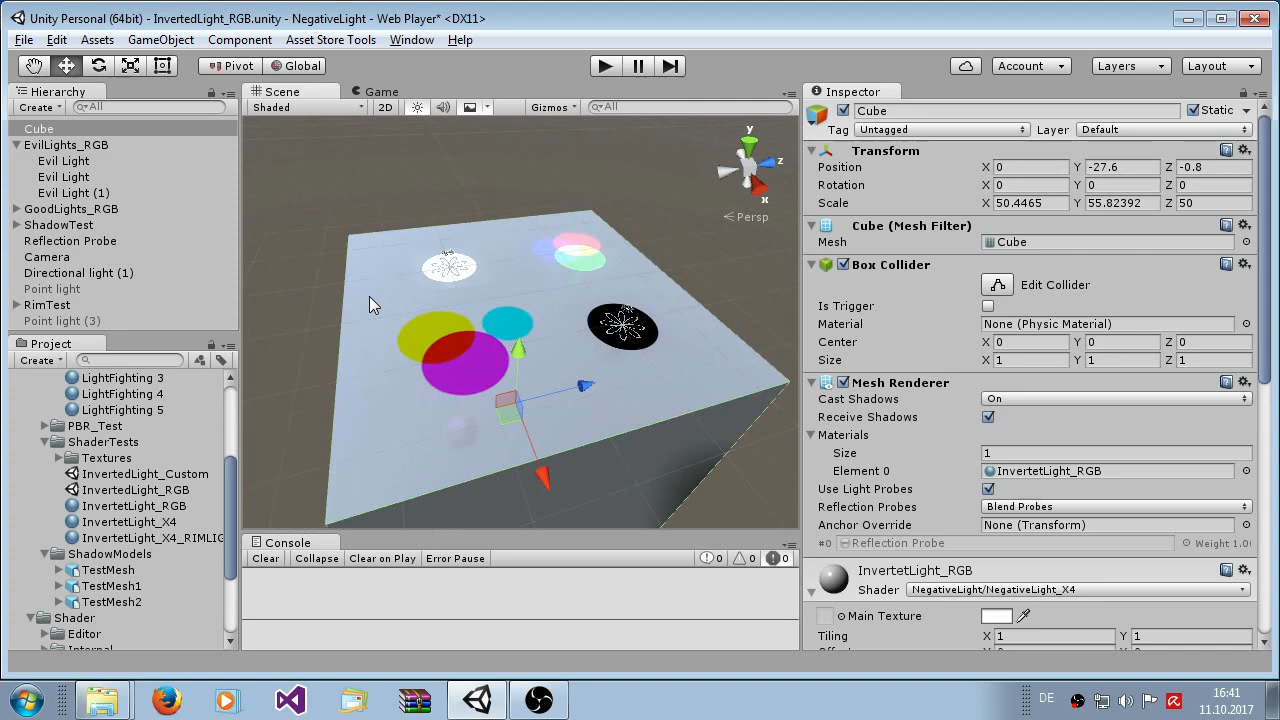 Unity Personal (64bit) - InvertedLight_RGB.unity - NegativeLight - Web Player* <DX11>
File Edit Assets GameObject Component Asset Store Tools Window Help
Pivot Global Account Layers Layout
Hierarchy
Create All
Cube
EvilLights_RGB
Evil Light
Evil Light
Evil Light (1)
GoodLights_RGB
ShadowTest
Reflection Probe
Camera
Directional light (1)
Point light
RimTest
Point light (3)
Project
Create
LightFighting 3
LightFighting 4
LightFighting 5
PBR_Test
ShaderTests
Textures
InvertedLight_Custom
InvertedLight_RGB
InvertetLight_RGB
InvertetLight_X4
InvertetLight_X4_RIMLIG
ShadowModels
TestMesh
TestMesh1
TestMesh2
Shader
Editor
Scene Game
Shaded 2D Gizmos All
y
z
x
Persp
Console
Clear Collapse Clear on Play Error Pause 0 0 0
Inspector
Cube Static
Tag Untagged Layer Default
Transform
Position X 0 Y -27.6 Z -0.8
Rotation X 0 Y 0 Z 0
Scale X 50.4465 Y 55.82392 Z 50
Cube (Mesh Filter)
Mesh Cube
Box Collider
Edit Collider
Is Trigger
Material None (Physic Material)
Center X 0 Y 0 Z 0
Size X 1 Y 1 Z 1
Mesh Renderer
Cast Shadows On
Receive Shadows
Materials
Size 1
Element 0 InvertetLight_RGB
Use Light Probes
Reflection Probes Blend Probes
Anchor Override None (Transform)
#0 Reflection Probe Weight 1.0
InvertetLight_RGB
Shader NegativeLight/NegativeLight_X4
Main Texture
Tiling X 1 Y 1
DE
16:41
11.10.2017